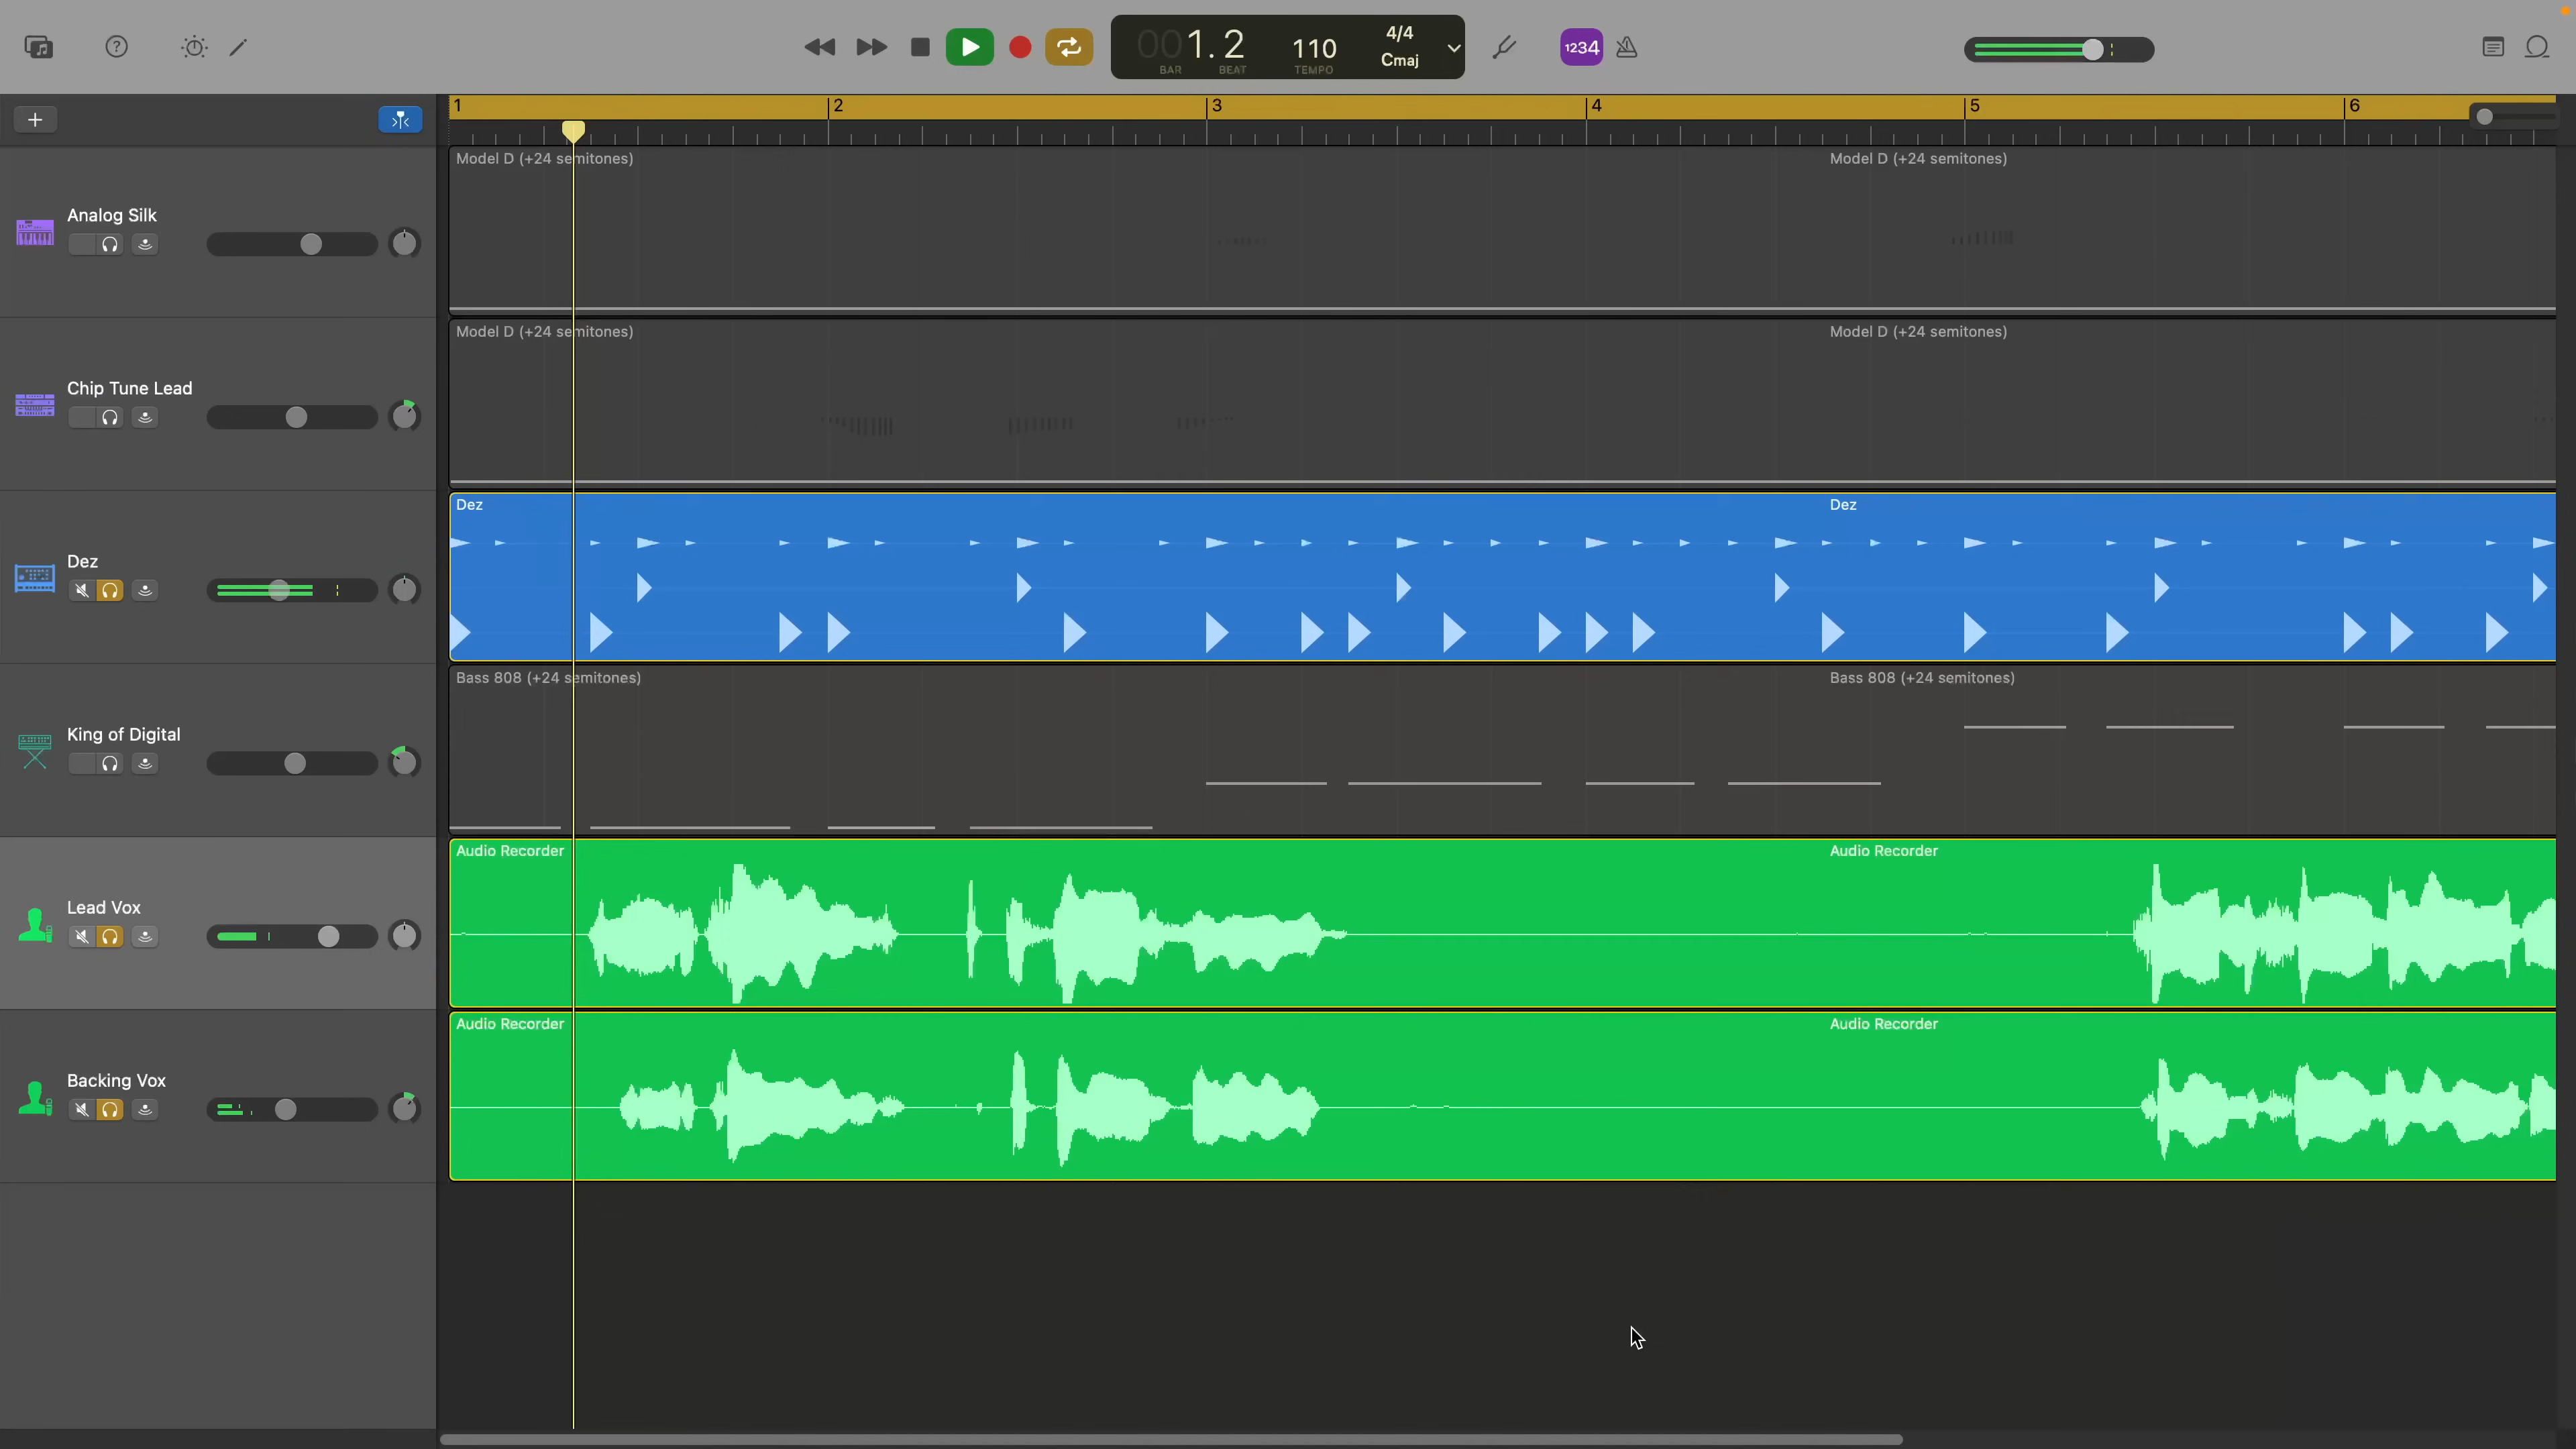 001.2
110
4/4
Cmaj
1234
BAR
BEAT
TEMPO
1
2
3
4
5
6
Model D (+24 semitones)
Model D (+24 semitones)
Analog Silk
Model D (+24 semitones)
Model D (+24 semitones)
Chip Tune Lead
Dez
Dez
Dez
Bass 808 (+24 semitones)
Bass 808 (+24 semitones)
King of Digital
Audio Recorder
Audio Recorder
Lead Vox
Audio Recorder
Audio Recorder
Backing Vox